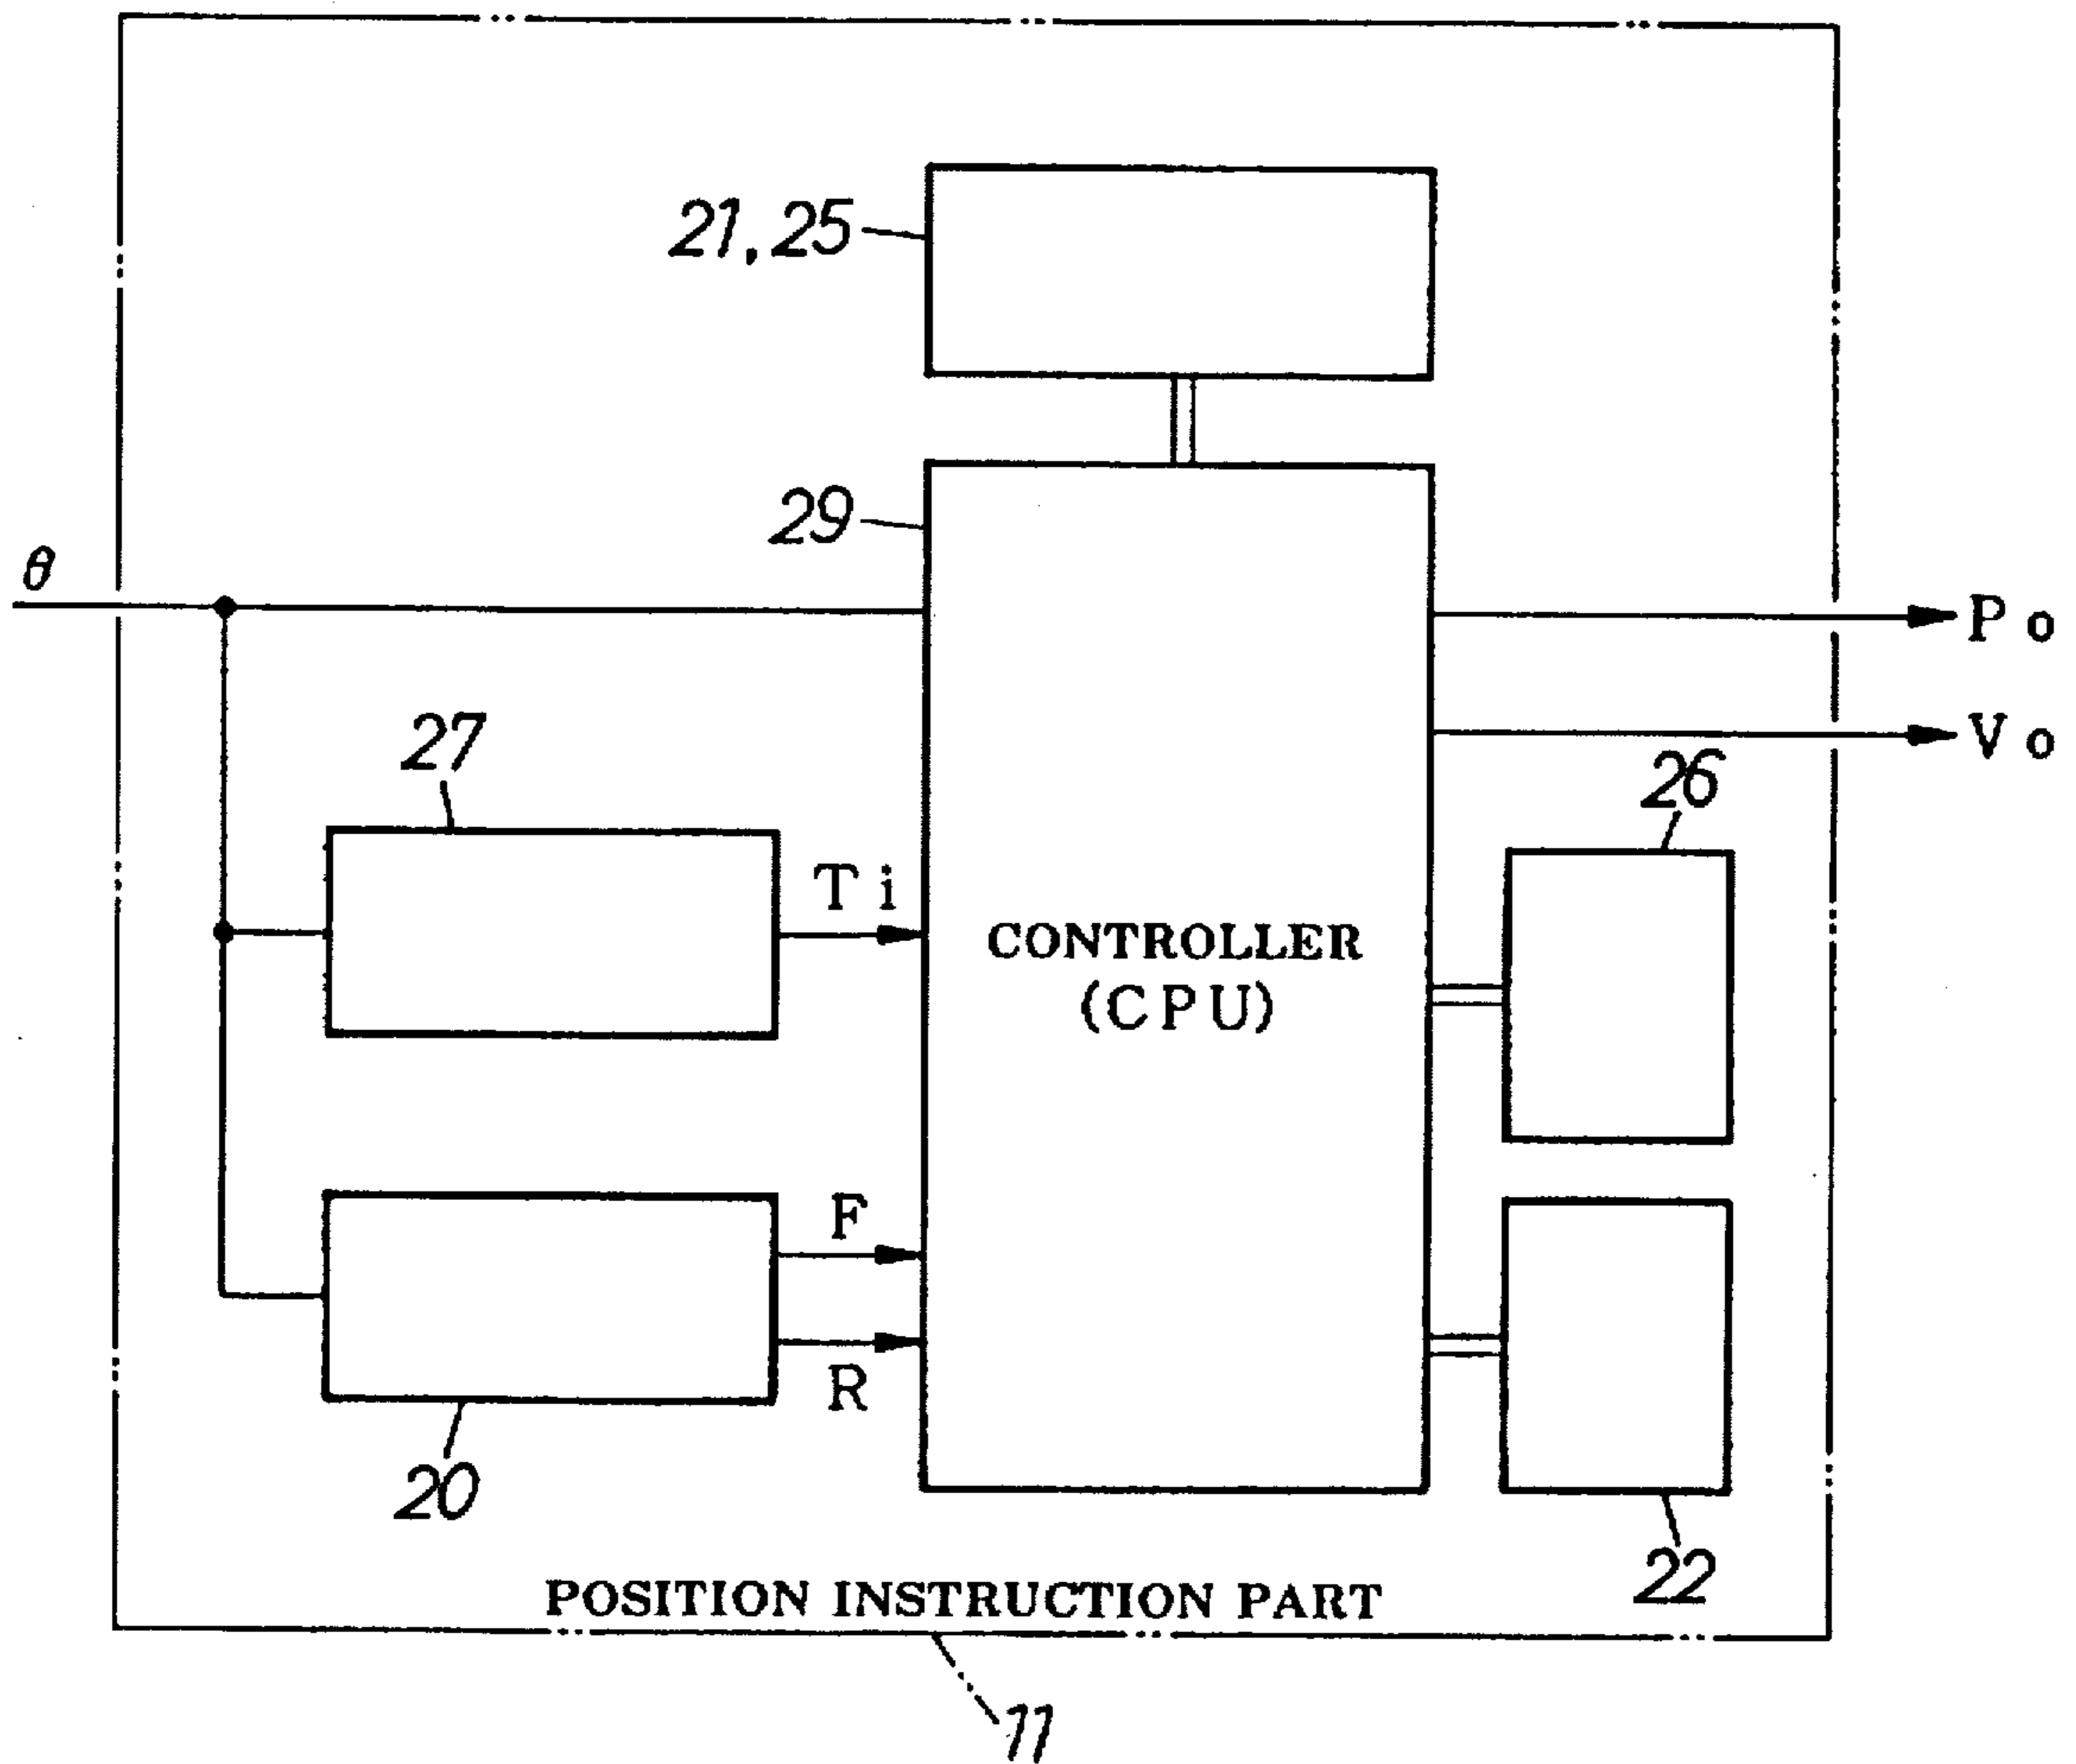 21, 25
29
θ
Po
Vo
27
26
Ti
CONTROLLER
(CPU)
F
R
20
22
POSITION INSTRUCTION PART
11